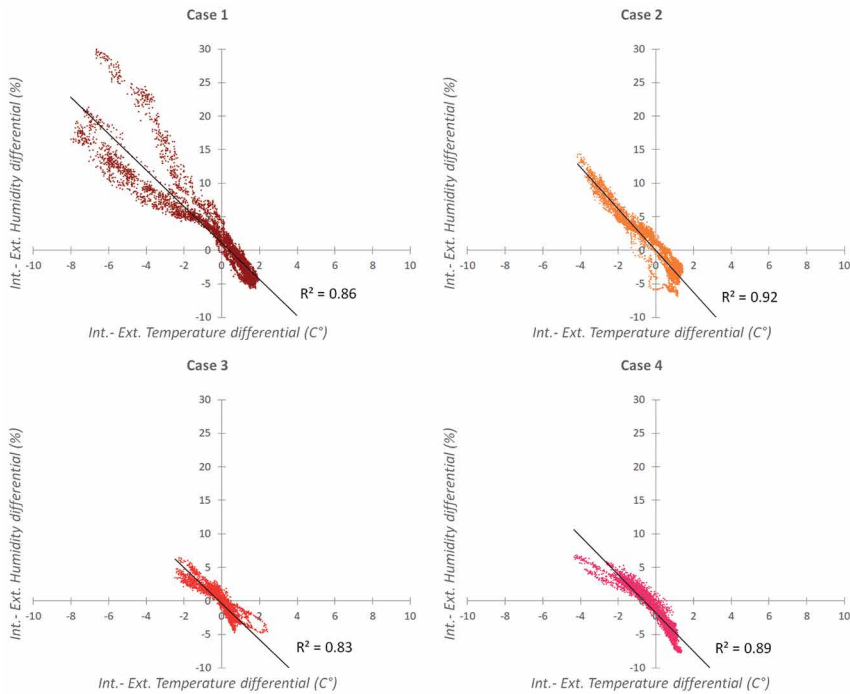 Case 1
Int.- Ext. Humidity differential (%)
30
25
20
15
10
5
0
-5
-10
-10 -8 -6 -4 -2 0 2 4 6 8 10
R² = 0.86
Int.- Ext. Temperature differential (C°)
Case 2
Int.- Ext. Humidity differential (%)
30
25
20
15
10
5
0
-5
-10
-10 -8 -6 -4 -2 0 2 4 6 8 10
R² = 0.92
Int.- Ext. Temperature differential (C°)
Case 3
Int.- Ext. Humidity differential (%)
30
25
20
15
10
5
0
-5
-10
-10 -8 -6 -4 -2 0 2 4 6 8 10
R² = 0.83
Int.- Ext. Temperature differential (C°)
Case 4
Int.- Ext. Humidity differential (%)
30
25
20
15
10
5
0
-5
-10
-10 -8 -6 -4 -2 0 2 4 6 8 10
R² = 0.89
Int.- Ext. Temperature differential (C°)